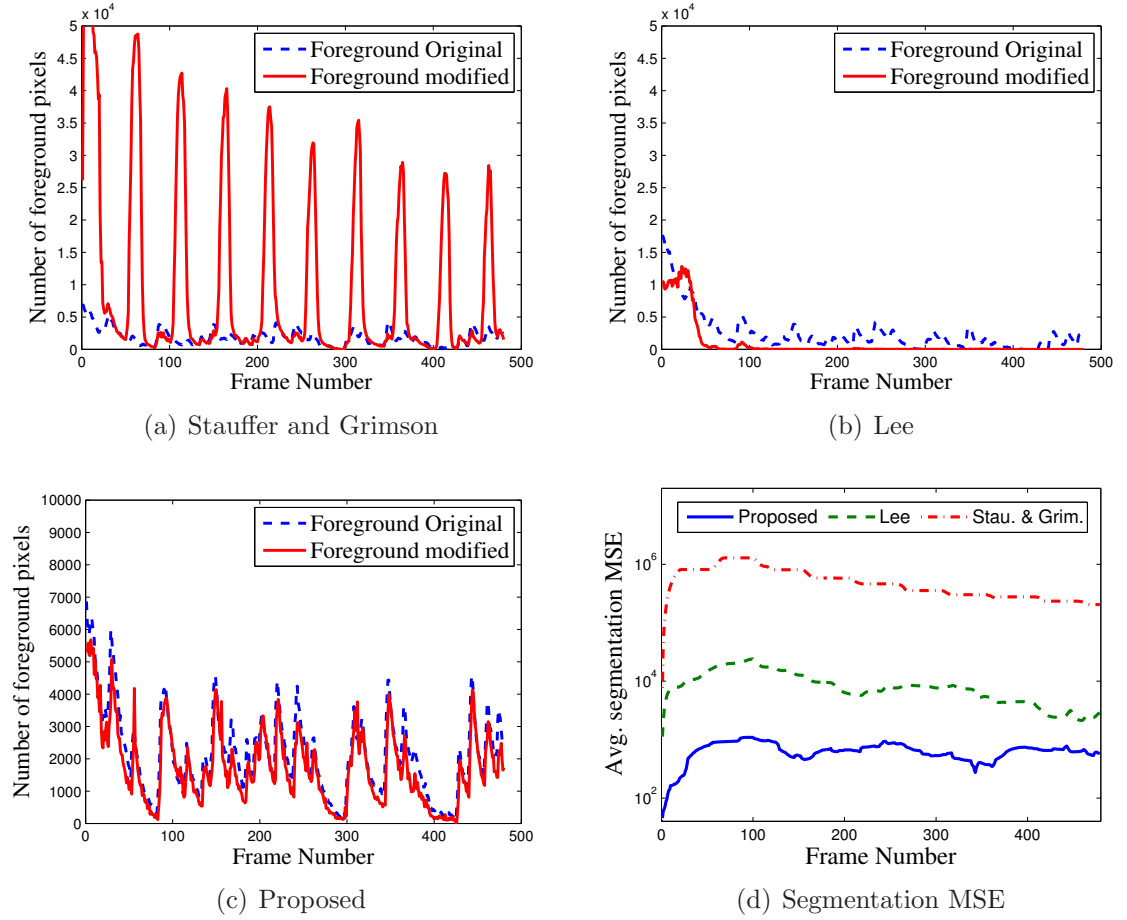 x 10^4
5
4.5
4
3.5
3
2.5
2
1.5
1
0.5
0
0 100 200 300 400 500
Number of foreground pixels
Frame Number
Foreground Original
Foreground modified
(a) Stauffer and Grimson
x 10^4
5
4.5
4
3.5
3
2.5
2
1.5
1
0.5
0
0 100 200 300 400 500
Number of foreground pixels
Frame Number
Foreground Original
Foreground modified
(b) Lee
10000
9000
8000
7000
6000
5000
4000
3000
2000
1000
0
0 100 200 300 400 500
Number of foreground pixels
Frame Number
Foreground Original
Foreground modified
(c) Proposed
10^6
10^4
10^2
0 100 200 300 400
Avg. segmentation MSE
Frame Number
Proposed Lee Stau. & Grim.
(d) Segmentation MSE